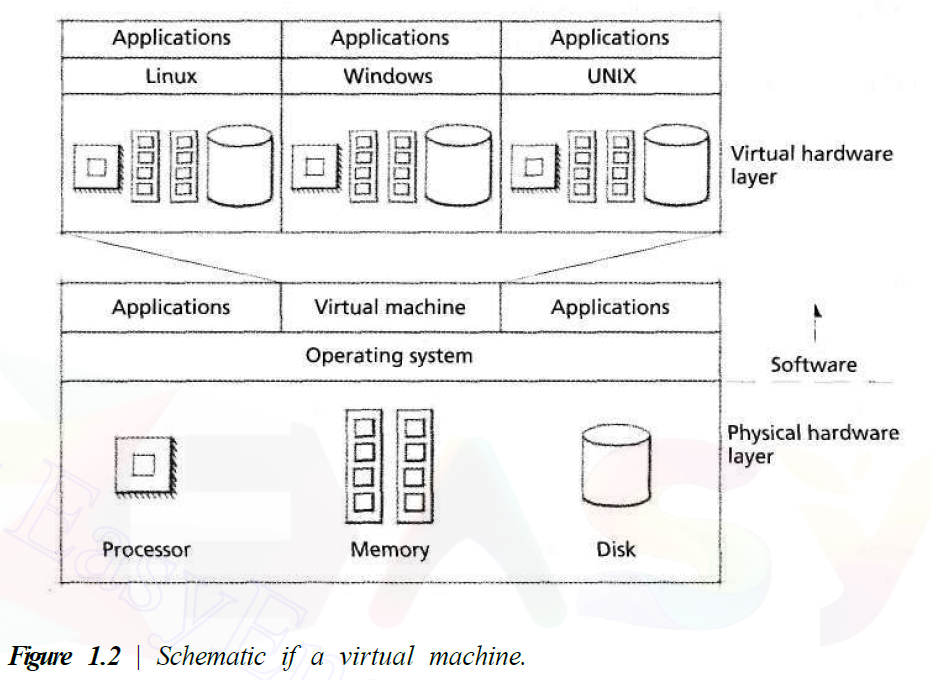 Applications Applications Applications
Linux Windows UNIX
Virtual hardware
layer
Applications Virtual machine Applications
Operating system
Software
Physical hardware
layer
Processor Memory Disk
Figure 1.2 | Schematic if a virtual machine.